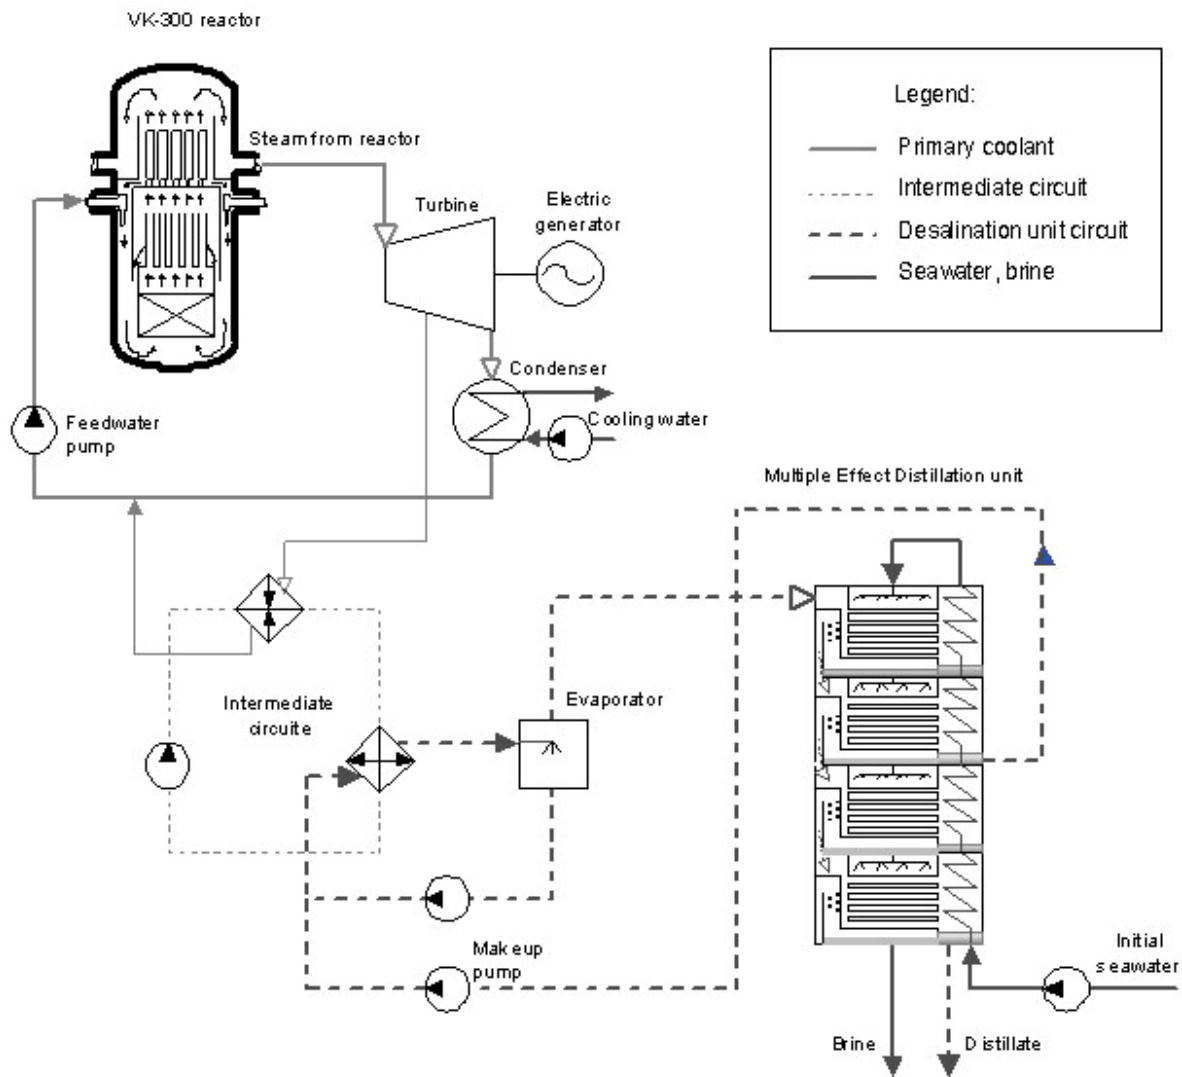 VK-300 reactor
Legend:
Primary coolant
Intermediate circuit
Desalination unit circuit
Seawater, brine
Steam from reactor
Turbine
Electric
generator
Condenser
Cooling water
Feedwater
pump
Multiple Effect Distillation unit
Intermediate
circuite
Evaporator
Makeup
pump
Initial
seawater
Brine
Distillate